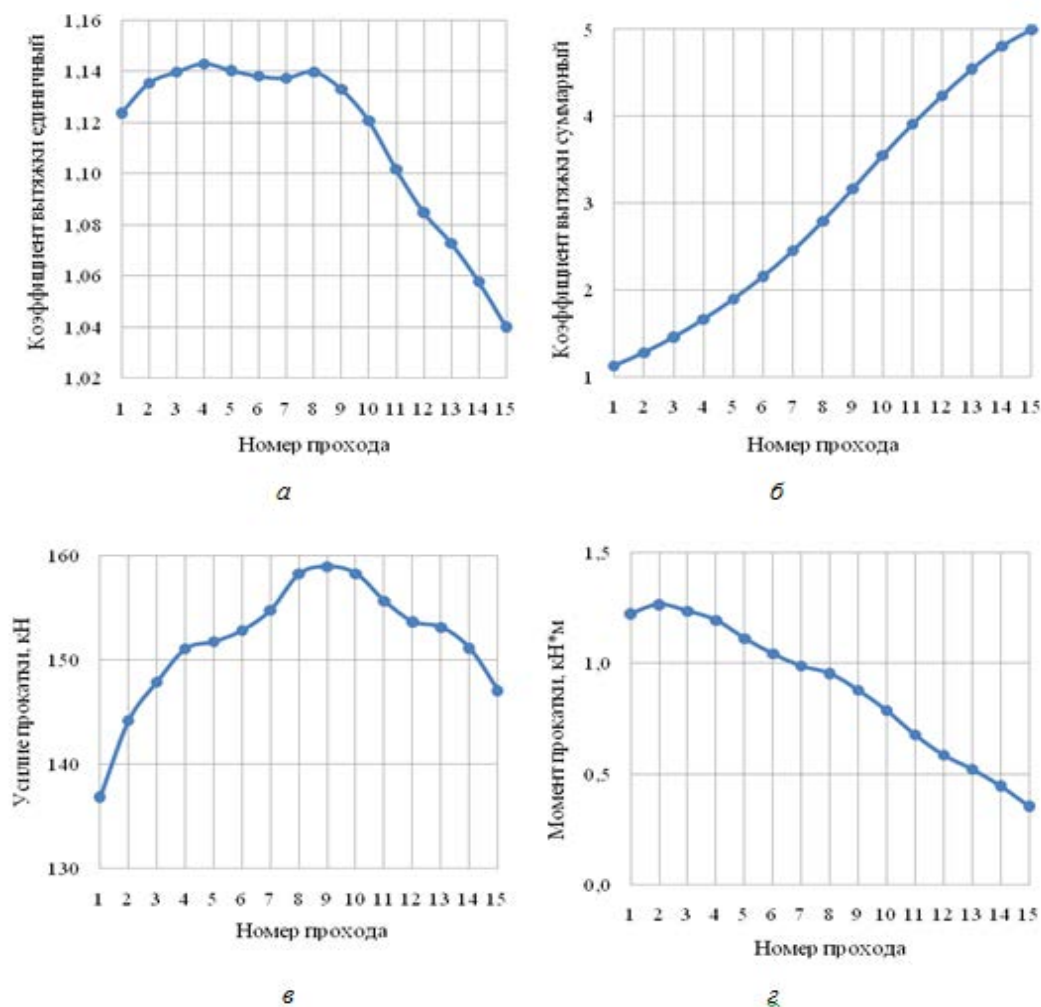 Коэффициент вытяжки единичный
1,16
1,14
1,12
1,10
1,08
1,06
1,04
1,02
1 2 3 4 5 6 7 8 9 10 11 12 13 14 15
Номер прохода
а
Коэффициент вытяжки суммарный
5
4
3
2
1
1 2 3 4 5 6 7 8 9 10 11 12 13 14 15
Номер прохода
б
Усилие прокатки, кН
160
150
140
130
1 2 3 4 5 6 7 8 9 10 11 12 13 14 15
Номер прохода
в
Момент прокатки, кН*м
1,5
1,0
0,5
0,0
1 2 3 4 5 6 7 8 9 10 11 12 13 14 15
Номер прохода
г